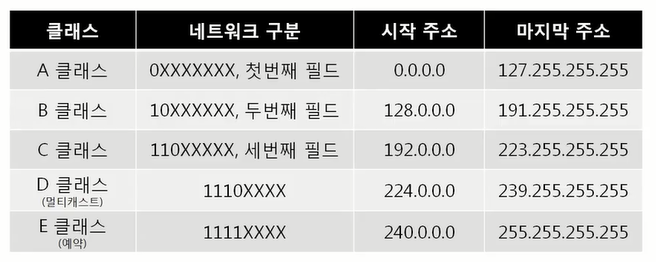 클래스 네트워크 구분 시작 주소 마지막 주소
A 클래스 0XXXXXXX, 첫번째 필드 0.0.0.0 127.255.255.255
B 클래스 10XXXXXX, 두번째 필드 128.0.0.0 191.255.255.255
C 클래스 110XXXXX, 세번째 필드 192.0.0.0 223.255.255.255
D 클래스 1110XXXX 224.0.0.0 239.255.255.255
(멀티캐스트)
E 클래스 1111XXXX 240.0.0.0 255.255.255.255
(예약)